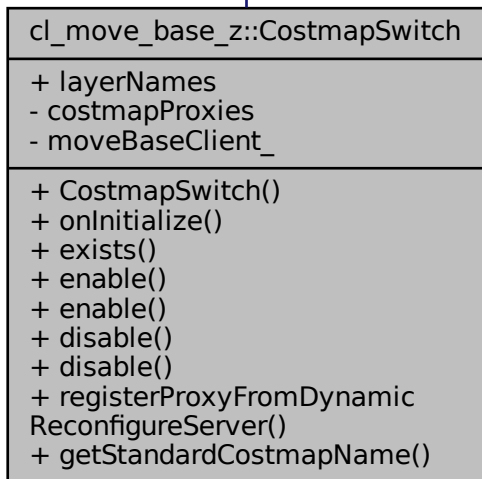 cl_move_base_z::CostmapSwitch
+ layerNames
- costmapProxies
- moveBaseClient_
+ CostmapSwitch()
+ onInitialize()
+ exists()
+ enable()
+ enable()
+ disable()
+ disable()
+ registerProxyFromDynamic
ReconfigureServer()
+ getStandardCostmapName()